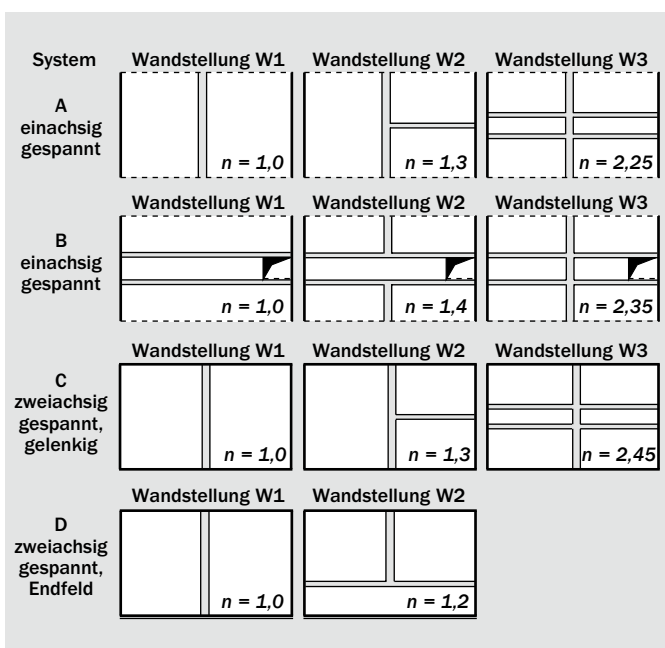 System
Wandstellung W1
Wandstellung W2
Wandstellung W3
A
einachsig
gespannt
n = 1,0
n = 1,3
n = 2,25
Wandstellung W1
Wandstellung W2
Wandstellung W3
B
einachsig
gespannt
n = 1,0
n = 1,4
n = 2,35
Wandstellung W1
Wandstellung W2
Wandstellung W3
C
zweiachsig
gespannt,
gelenkig
n = 1,0
n = 1,3
n = 2,45
Wandstellung W1
Wandstellung W2
D
zweiachsig
gespannt,
Endfeld
n = 1,0
n = 1,2